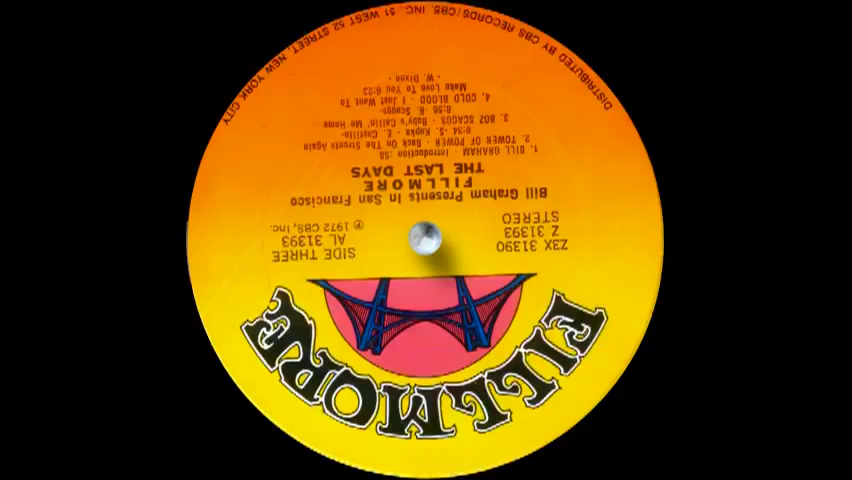 FILLMORE
SIDE THREE
AL 31393
℗ 1972 CBS, Inc.
Z3X 31390
Z 31393
STEREO
Bill Graham Presents In San Francisco
FILLMORE
THE LAST DAYS
1. BILL GRAHAM · Introduction :58
2. TOWER OF POWER · Back On The Streets Again
6:34 -S. Kupka · E. Castillo-
3. BOZ SCAGGS · Baby's Callin' Me Home
8:56 -B. Scaggs-
4. COLD BLOOD · I Just Want To
Make Love To You 6:23
- W. Dixon -
DISTRIBUTED BY CBS RECORDS/CBS, INC. 51 WEST 52 STREET, NEW YORK CITY